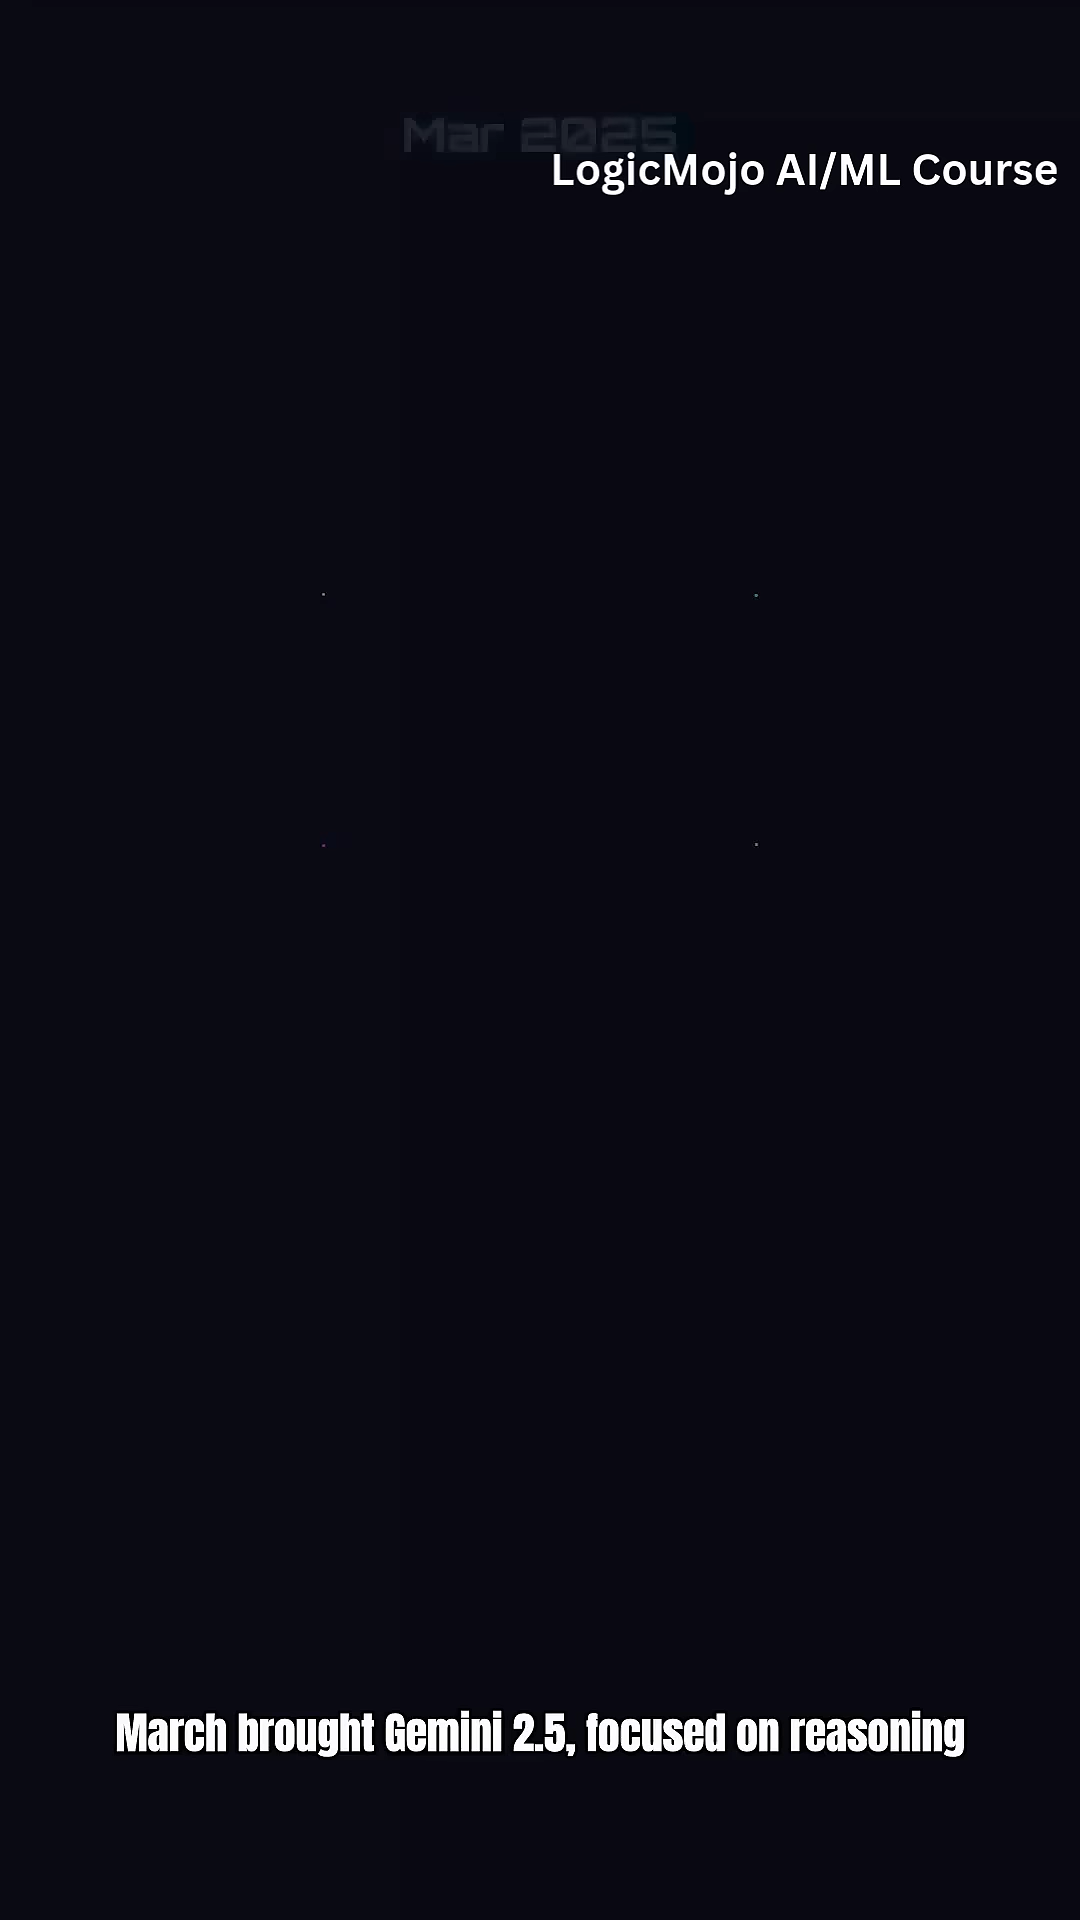 Mar 2025
LogicMojo AI/ML Course
March brought Gemini 2.5, focused on reasoning